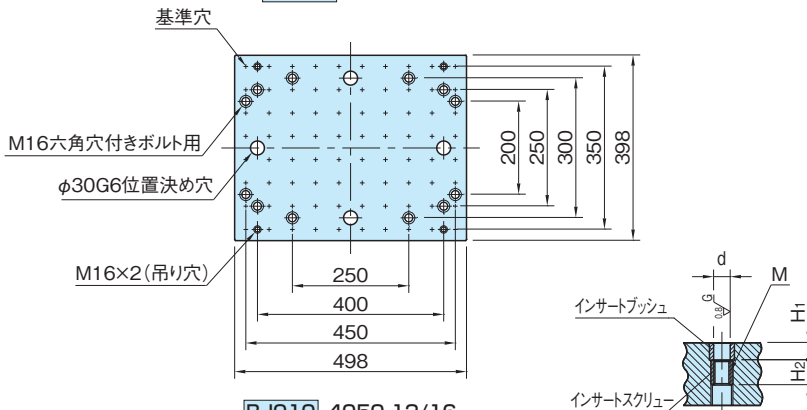 基準穴
M16六角穴付きボルト用
φ30G6位置決め穴
M16×2(吊り穴)
200
250
300
350
398
250
400
450
498
d
M
G
0.8
インサートブッシュ
H1
H2
インサートスクリュー